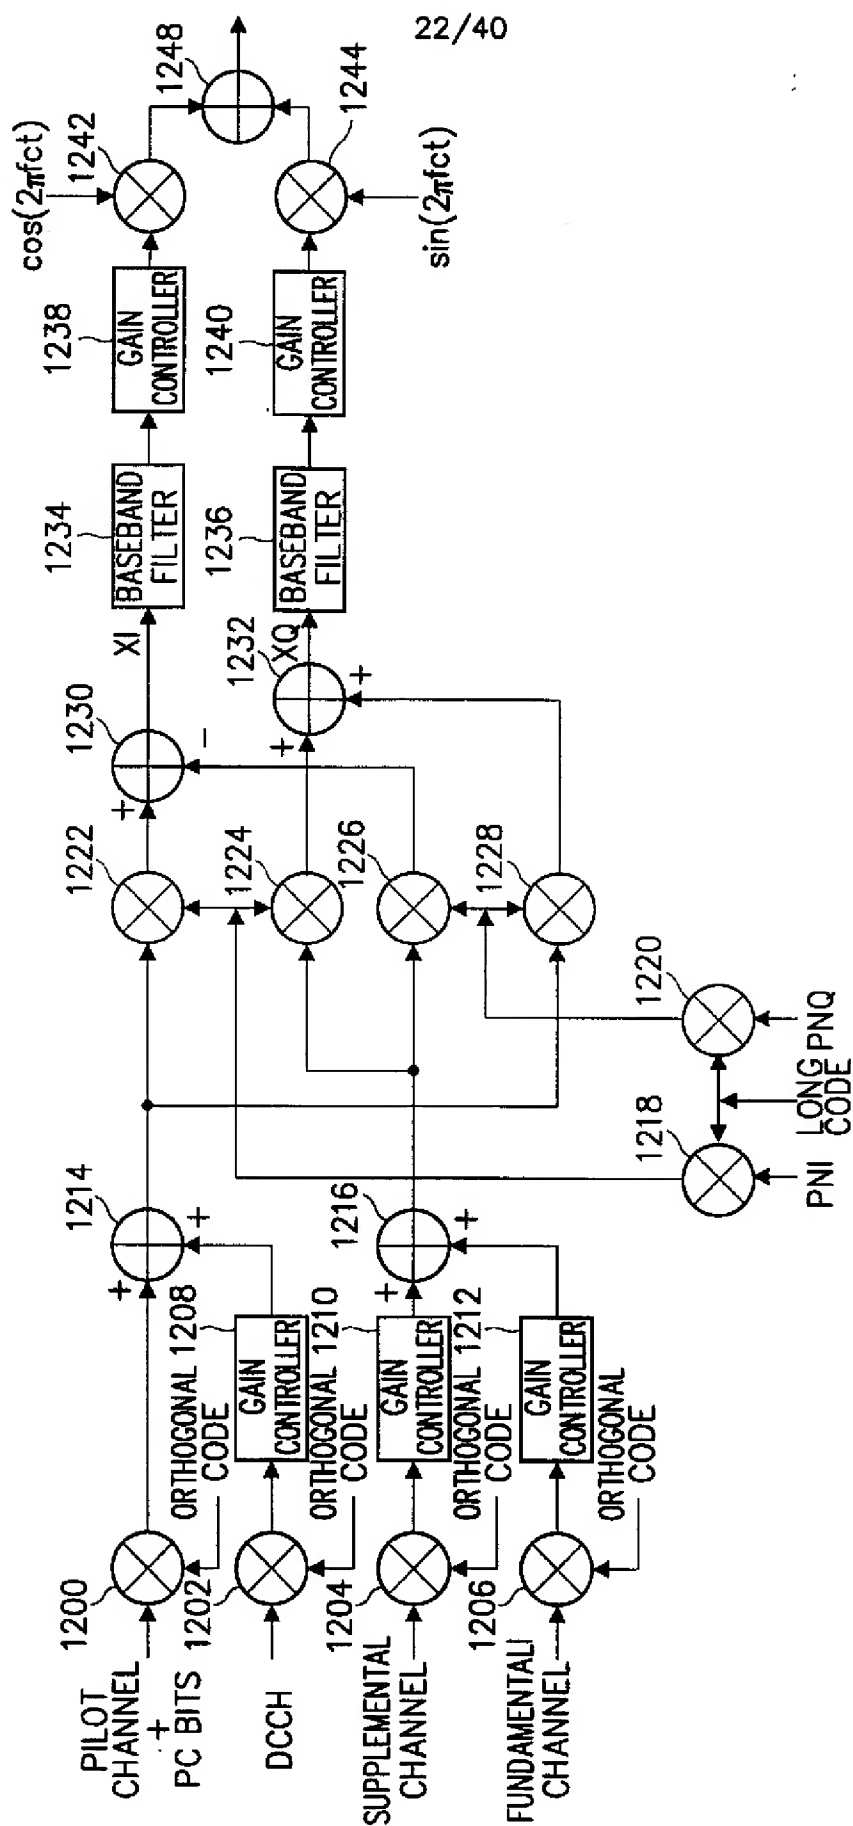 22/40
PILOT
CHANNEL
+
PC BITS
1200
ORTHOGONAL
CODE
DCCH
1202
1208
GAIN
CONTROLLER
ORTHOGONAL
CODE
SUPPLEMENTAL
CHANNEL
1204
1210
GAIN
CONTROLLER
ORTHOGONAL
CODE
FUNDAMENTAL
CHANNEL
1206
1212
GAIN
CONTROLLER
ORTHOGONAL
CODE
1214
+
+
1216
+
+
1218
PNI
LONG
CODE
1220
PNQ
1222
1224
1226
1228
1230
+
−
1232
+
+
XI
XQ
1234
BASEBAND
FILTER
1236
BASEBAND
FILTER
1238
GAIN
CONTROLLER
1240
GAIN
CONTROLLER
cos(2πfct)
1242
sin(2πfct)
1244
1248